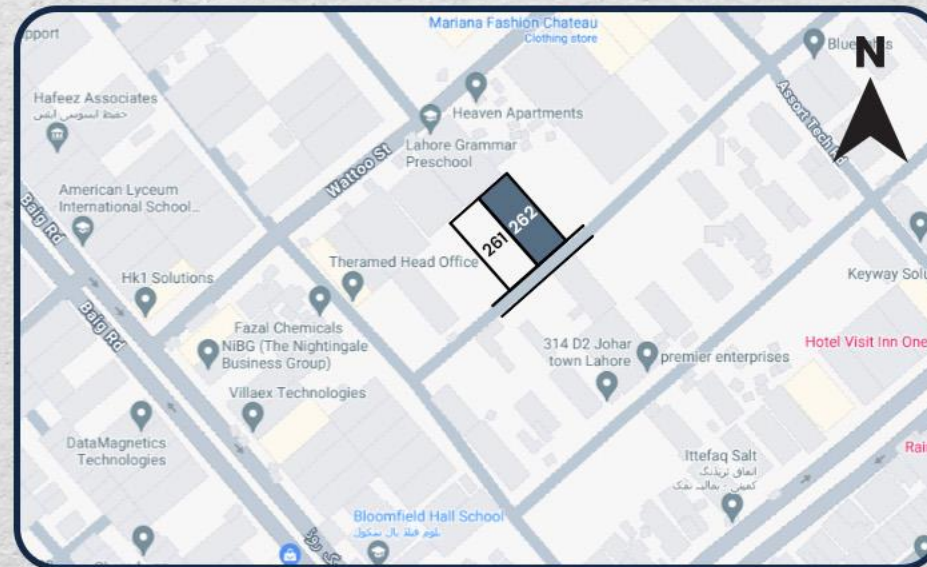 pport
Mariana Fashion Chateau
Clothing store
Blue
N
Hafeez Associates
Heaven Apartments
Lahore Grammar
Preschool
Assort Tech Rd
Wattoo St
American Lyceum
International School...
Baig Rd
261
262
Theramed Head Office
Hk1 Solutions
Keyway Solu
Baig Rd
Fazal Chemicals
NiBG (The Nightingale
Business Group)
314 D2 Johar
town Lahore
premier enterprises
Hotel Visit Inn One
Villaex Technologies
DataMagnetics
Technologies
Ittefaq Salt
Rai
Bloomfield Hall School